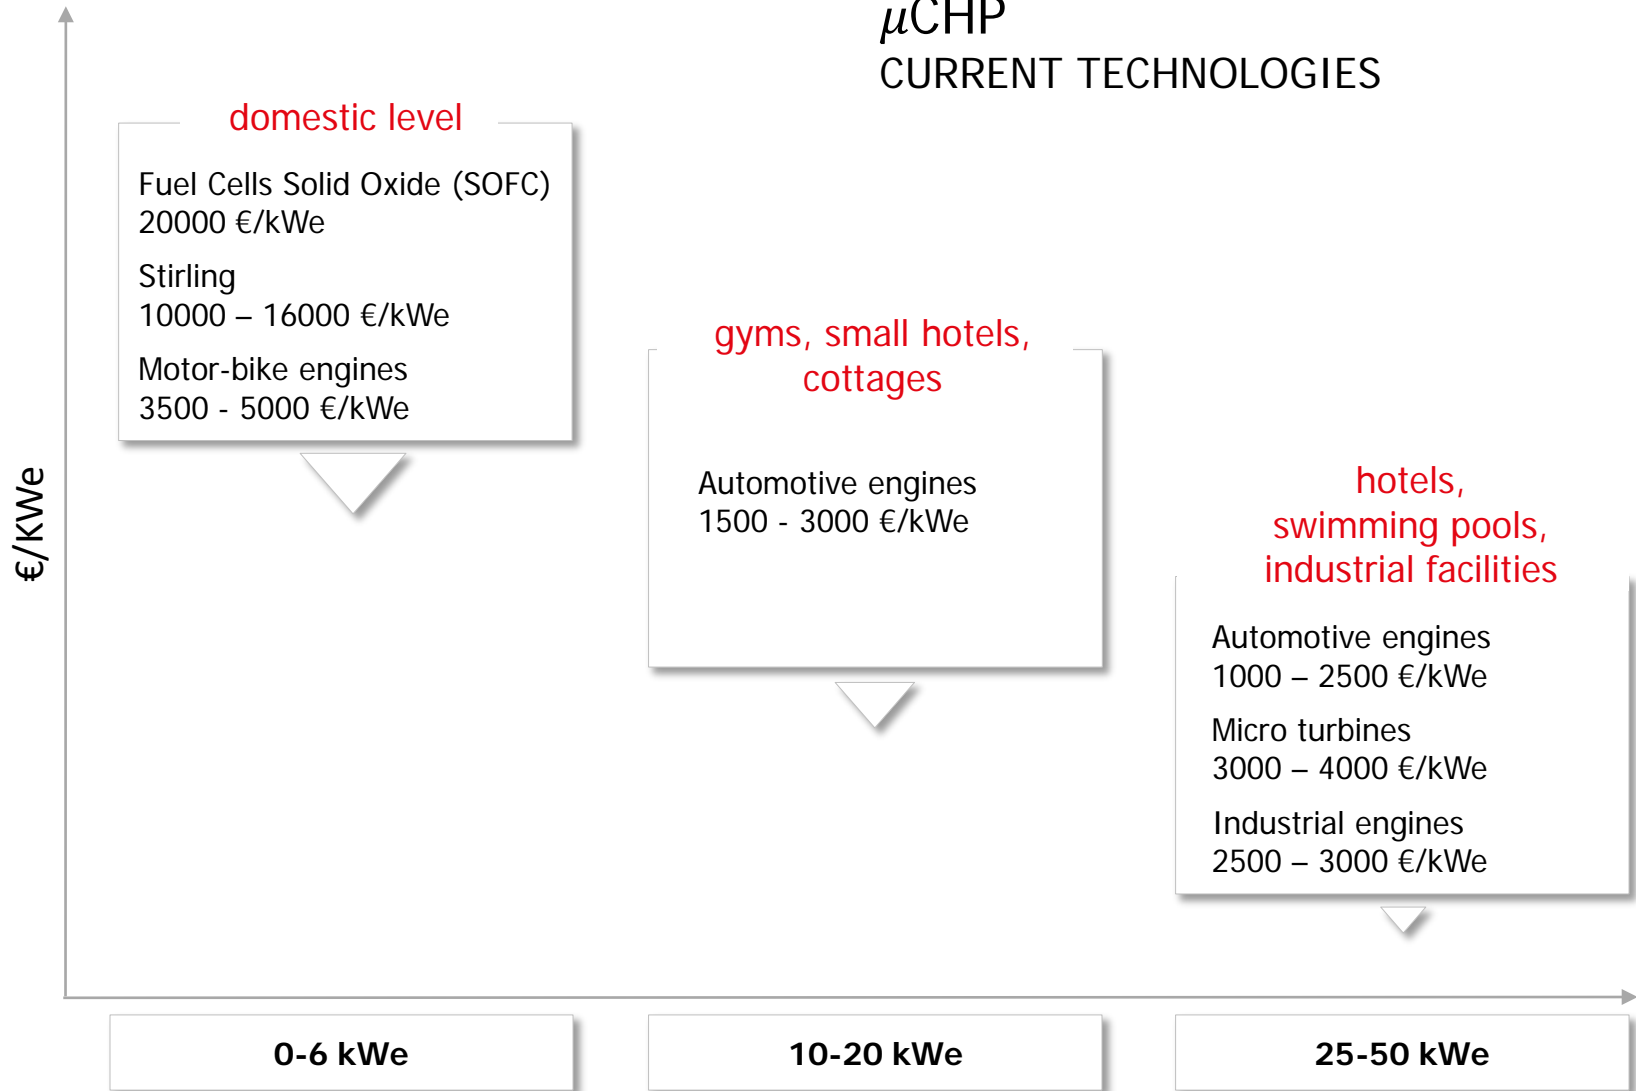 μCHP
CURRENT TECHNOLOGIES
domestic level
Fuel Cells Solid Oxide (SOFC)
20000 €/kWe
Stirling
10000 – 16000 €/kWe
Motor-bike engines
3500 - 5000 €/kWe
gyms, small hotels,
cottages
Automotive engines
1500 - 3000 €/kWe
hotels,
swimming pools,
industrial facilities
Automotive engines
1000 – 2500 €/kWe
Micro turbines
3000 – 4000 €/kWe
Industrial engines
2500 – 3000 €/kWe
€/KWe
0-6 kWe
10-20 kWe
25-50 kWe